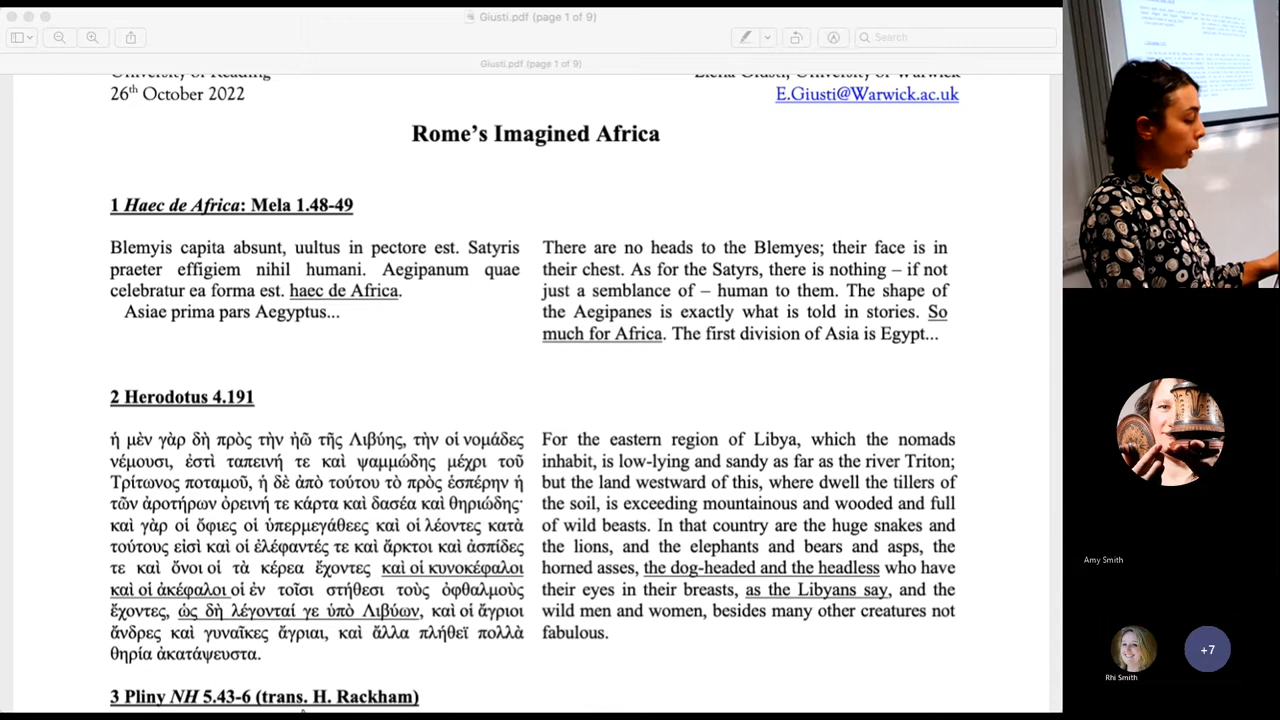 Giusti.pdf (page 1 of 9)
Search
Giusti.pdf (page 1 of 9)
University of Reading
Elena Giusti, University of Warwick
26th October 2022
E.Giusti@Warwick.ac.uk
Rome's Imagined Africa
1 Haec de Africa: Mela 1.48-49
Blemyis capita absunt, uultus in pectore est. Satyris
praeter effigiem nihil humani. Aegipanum quae
celebratur ea forma est. haec de Africa.
Asiae prima pars Aegyptus...
There are no heads to the Blemyes; their face is in
their chest. As for the Satyrs, there is nothing – if not
just a semblance of – human to them. The shape of
the Aegipanes is exactly what is told in stories. So
much for Africa. The first division of Asia is Egypt...
2 Herodotus 4.191
ἡ μὲν γὰρ δὴ πρὸς τὴν ἠῶ τῆς Λιβύης, τὴν οἱ νομάδες
νέμουσι, ἐστὶ ταπεινή τε καὶ ψαμμώδης μέχρι τοῦ
Τρίτωνος ποταμοῦ, ἡ δὲ ἀπὸ τούτου τὸ πρὸς ἑσπέρην ἡ
τῶν ἀροτήρων ὀρεινή τε κάρτα καὶ δασέα καὶ θηριώδης·
καὶ γὰρ οἱ ὄφιες οἱ ὑπερμεγάθεες καὶ οἱ λέοντες κατὰ
τούτους εἰσὶ καὶ οἱ ἐλέφαντές τε καὶ ἄρκτοι καὶ ἀσπίδες
τε καὶ ὄνοι οἱ τὰ κέρεα ἔχοντες καὶ οἱ κυνοκέφαλοι
καὶ οἱ ἀκέφαλοι οἱ ἐν τοῖσι στήθεσι τοὺς ὀφθαλμοὺς
ἔχοντες, ὡς δὴ λέγονταί γε ὑπὸ Λιβύων, καὶ οἱ ἄγριοι
ἄνδρες καὶ γυναῖκες ἄγριαι, καὶ ἄλλα πλήθεϊ πολλὰ
θηρία ἀκατάψευστα.
For the eastern region of Libya, which the nomads
inhabit, is low-lying and sandy as far as the river Triton;
but the land westward of this, where dwell the tillers of
the soil, is exceeding mountainous and wooded and full
of wild beasts. In that country are the huge snakes and
the lions, and the elephants and bears and asps, the
horned asses, the dog-headed and the headless who have
their eyes in their breasts, as the Libyans say, and the
wild men and women, besides many other creatures not
fabulous.
3 Pliny NH 5.43-6 (trans. H. Rackham)
Amy Smith
+7
Rhi Smith